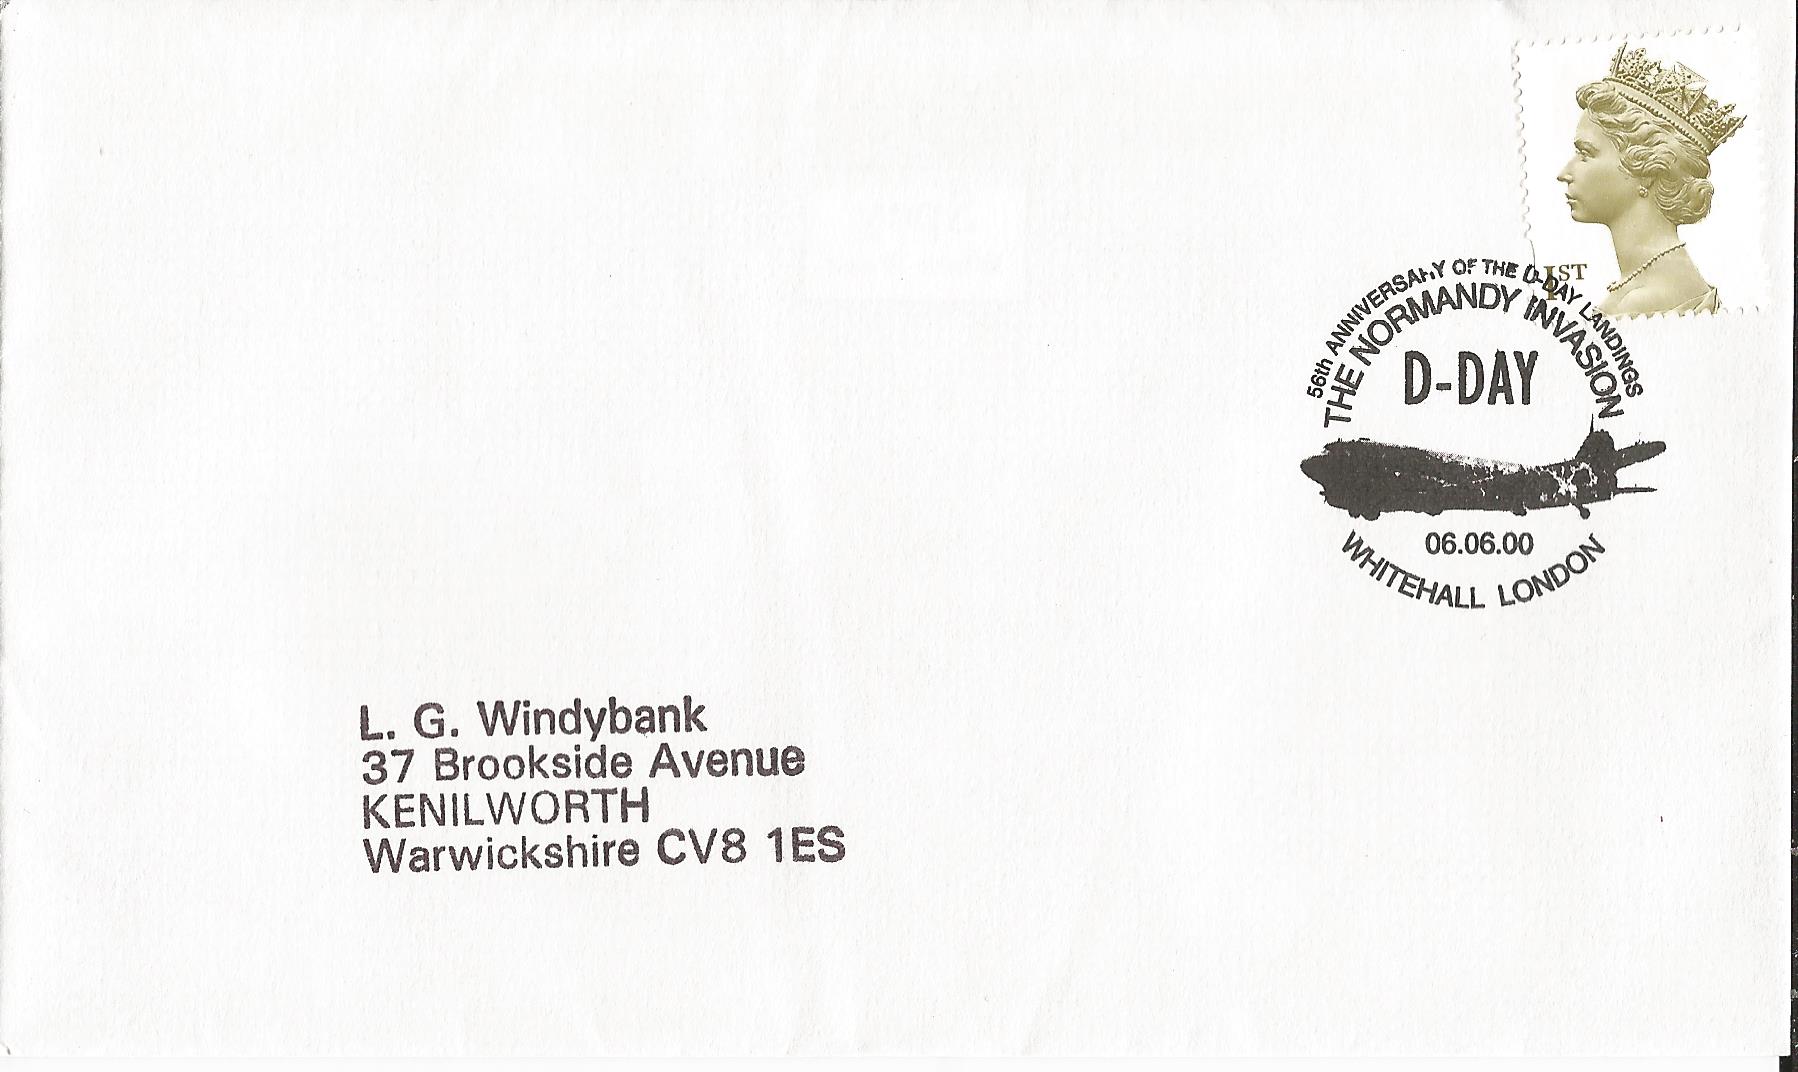 1ST
56th ANNIVERSARY OF THE D-DAY LANDINGS
THE NORMANDY INVASION
D-DAY
06.06.00
WHITEHALL LONDON
L. G. Windybank
37 Brookside Avenue
KENILWORTH
Warwickshire CV8 1ES